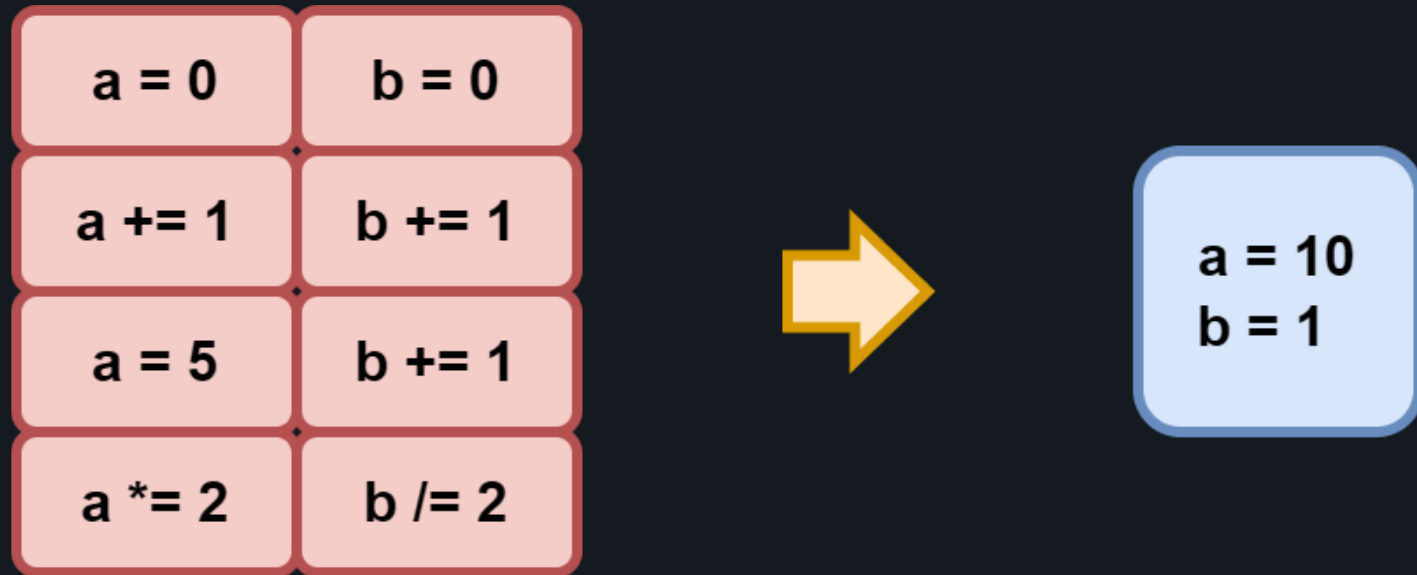 a = 0
b = 0
a += 1
b += 1
a = 5
b += 1
a *= 2
b /= 2
a = 10
b = 1